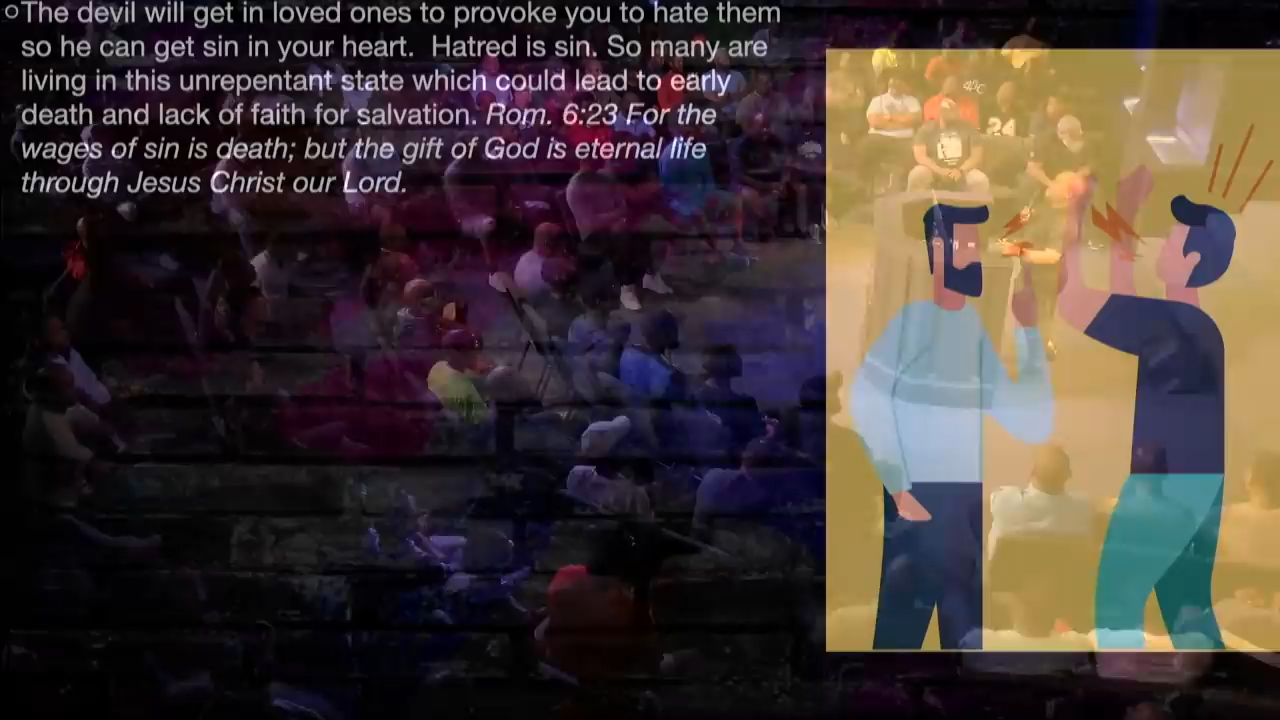 ○The devil will get in loved ones to provoke you to hate them
so he can get sin in your heart.  Hatred is sin. So many are
living in this unrepentant state which could lead to early
death and lack of faith for salvation. Rom. 6:23 For the
wages of sin is death; but the gift of God is eternal life
through Jesus Christ our Lord.
24